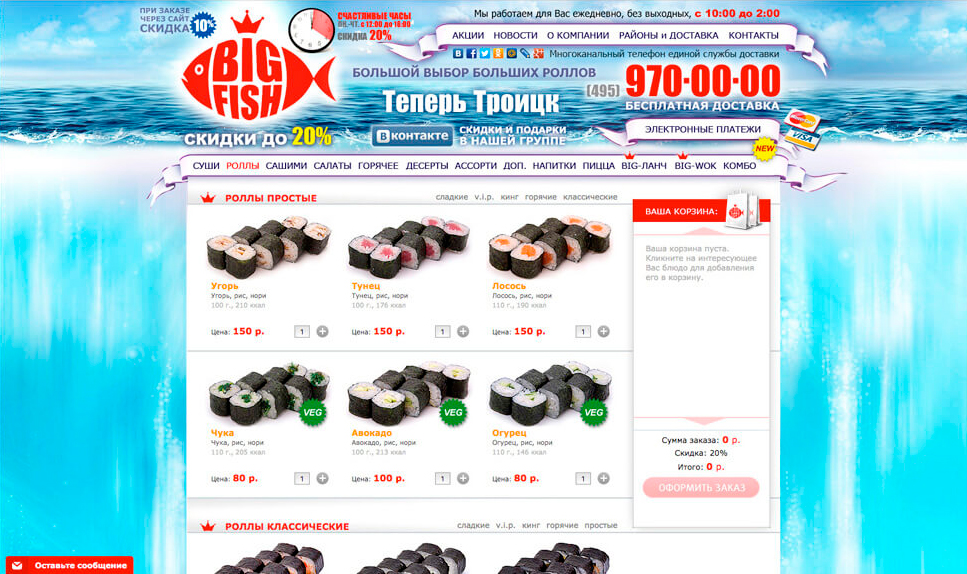 ПРИ ЗАКАЗЕ
ЧЕРЕЗ САЙТ
СКИДКА 10%
BIG
FISH
СКИДКИ ДО 20%
СЧАСТЛИВЫЕ ЧАСЫ
ПН.-ЧТ. с 12:00 до 16:00
СКИДКА 20%
Мы работаем для Вас ежедневно, без выходных, с 10:00 до 2:00
АКЦИИ НОВОСТИ О КОМПАНИИ РАЙОНЫ и ДОСТАВКА КОНТАКТЫ
Многоканальный телефон единой службы доставки
БОЛЬШОЙ ВЫБОР БОЛЬШИХ РОЛЛОВ
(495) 970-00-00
БЕСПЛАТНАЯ ДОСТАВКА
Теперь Троицк
В контакте
СКИДКИ И ПОДАРКИ
В НАШЕЙ ГРУППЕ
ЭЛЕКТРОННЫЕ ПЛАТЕЖИ
MasterCard
VISA
NEW
СУШИ РОЛЛЫ САШИМИ САЛАТЫ ГОРЯЧЕЕ ДЕСЕРТЫ АССОРТИ ДОП. НАПИТКИ ПИЦЦА BIG-ЛАНЧ BIG-WOK КОМБО
РОЛЛЫ ПРОСТЫЕ
сладкие v.i.p. кинг горячие классические
Угорь
Угорь, рис, нори
100 г., 210 ккал
Цена: 150 р. 1 +
Тунец
Тунец, рис, нори
100 г., 176 ккал
Цена: 150 р. 1 +
Лосось
Лосось, рис, нори
110 г., 190 ккал
Цена: 150 р. 1 +
VEG
Чука
Чука, рис, нори
110 г., 205 ккал
Цена: 80 р. 1 +
VEG
Авокадо
Авокадо, рис, нори
100 г., 213 ккал
Цена: 100 р. 1 +
VEG
Огурец
Огурец, рис, нори
110 г., 146 ккал
Цена: 80 р. 1 +
РОЛЛЫ КЛАССИЧЕСКИЕ
сладкие v.i.p. кинг горячие простые
ВАША КОРЗИНА:
Ваша корзина пуста.
Кликните на интересующее
Вас блюдо для добавления
его в корзину.
Сумма заказа: 0 р.
Скидка: 20%
Итого: 0 р.
ОФОРМИТЬ ЗАКАЗ
Оставьте сообщение